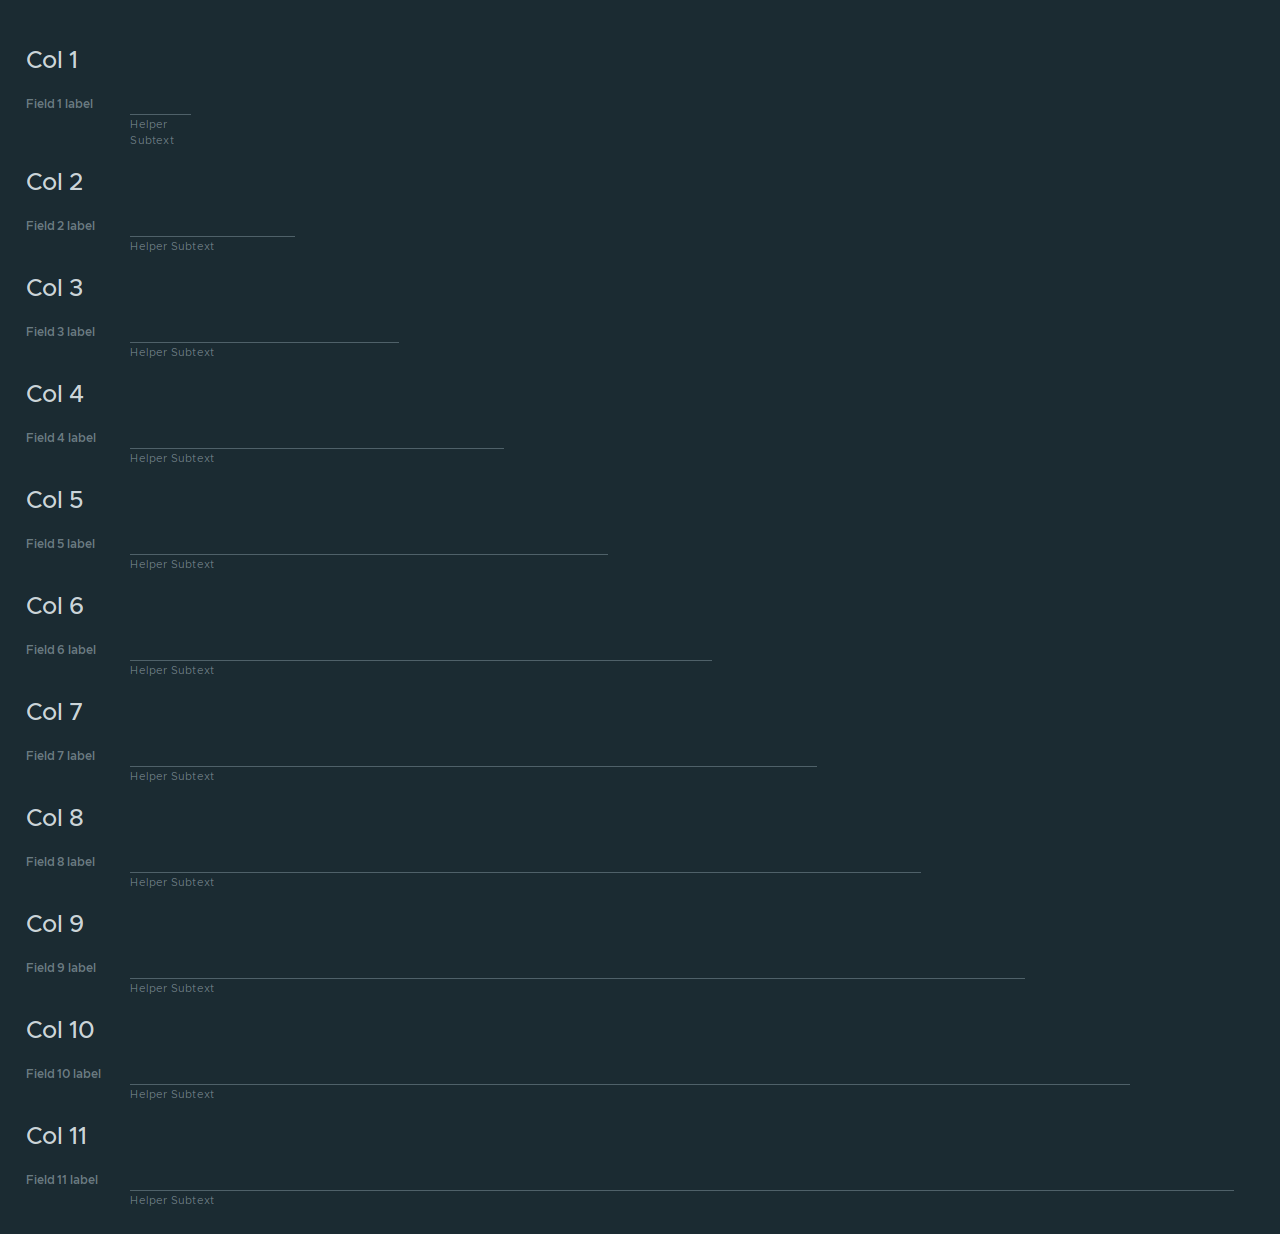 Col 1
Field 1 label
Helper
Subtext
Col 2
Field 2 label
Helper Subtext
Col 3
Field 3 label
Helper Subtext
Col 4
Field 4 label
Helper Subtext
Col 5
Field 5 label
Helper Subtext
Col 6
Field 6 label
Helper Subtext
Col 7
Field 7 label
Helper Subtext
Col 8
Field 8 label
Helper Subtext
Col 9
Field 9 label
Helper Subtext
Col 10
Field 10 label
Helper Subtext
Col 11
Field 11 label
Helper Subtext